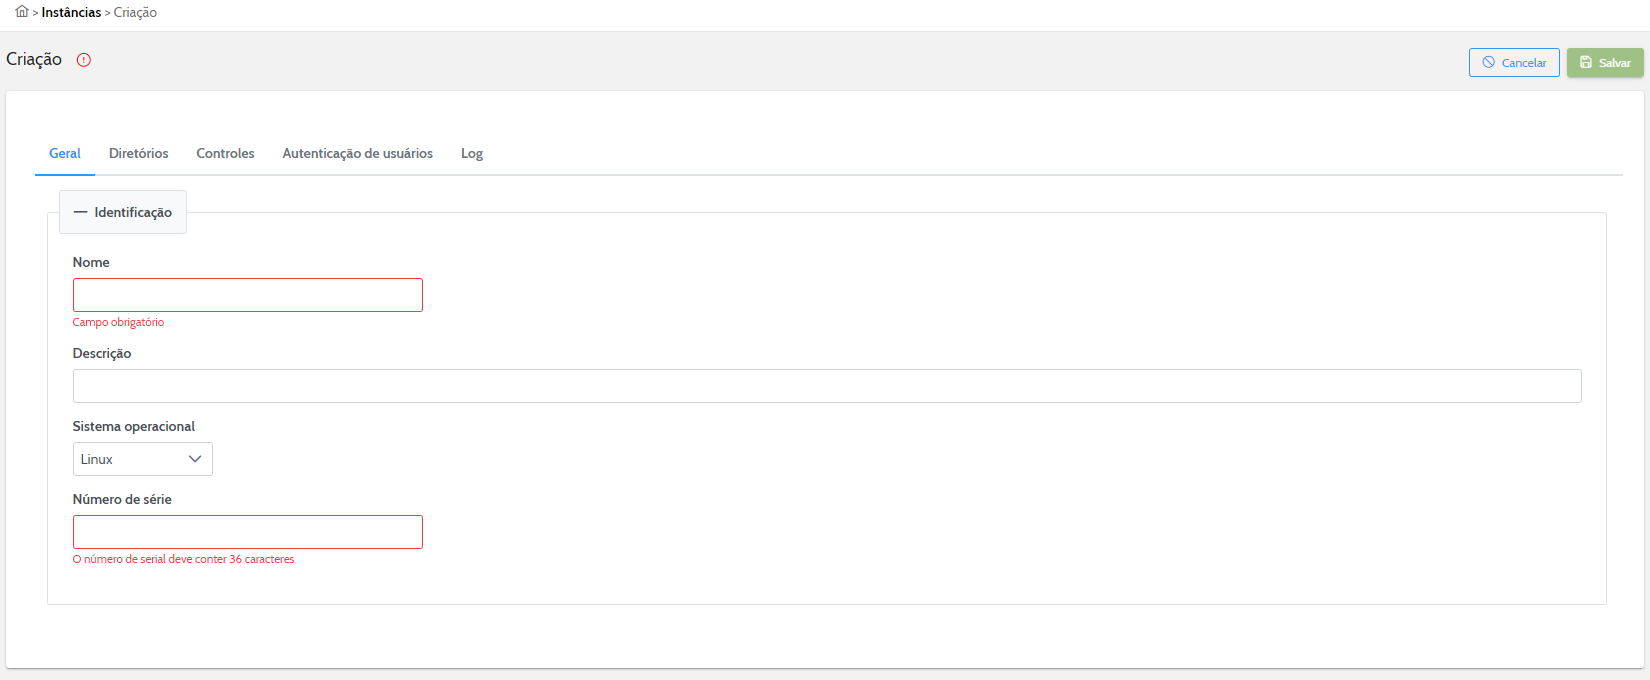 > Instâncias > Criação
Criação
Cancelar
Salvar
Geral Diretórios Controles Autenticação de usuários Log
Identificação
Nome
Campo obrigatório
Descrição
Sistema operacional
Linux
Número de série
O número de serial deve conter 36 caracteres